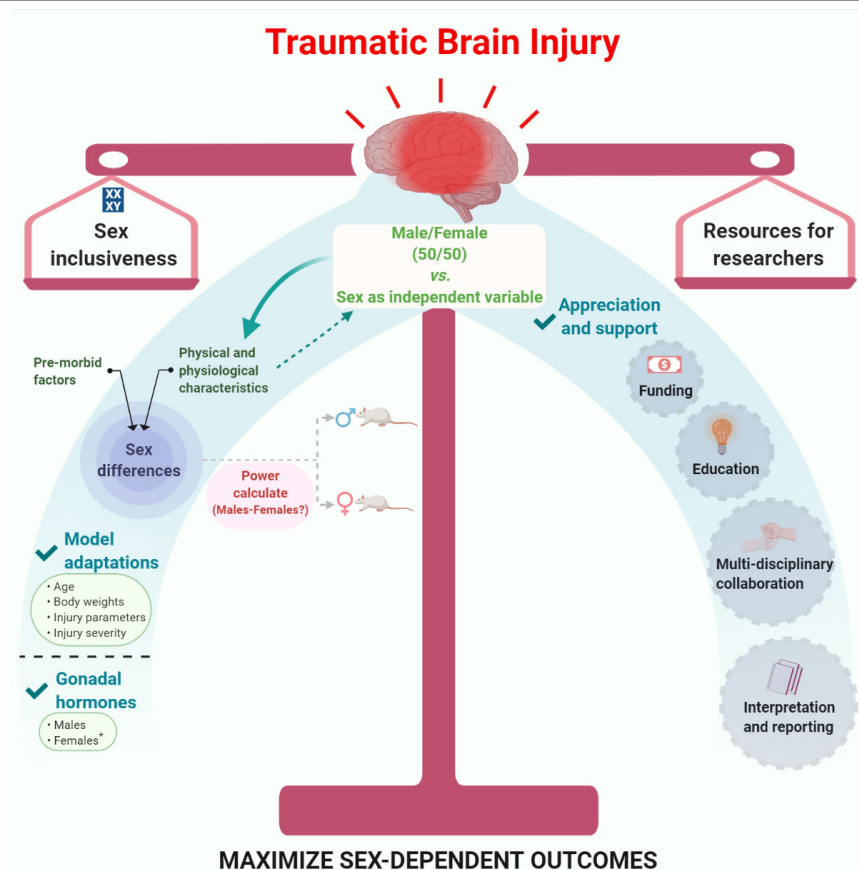 Traumatic Brain Injury
XX
XY
Sex
inclusiveness
Resources for
researchers
Male/Female
(50/50)
vs.
Sex as independent variable
Appreciation
and support
Pre-morbid
factors
Physical and
physiological
characteristics
Funding
Sex
differences
Power
calculate
(Males-Females?)
Education
Model
adaptations
• Age
• Body weights
• Injury parameters
• Injury severity
Multi-disciplinary
collaboration
Gonadal
hormones
• Males
• Females*
Interpretation
and reporting
MAXIMIZE SEX-DEPENDENT OUTCOMES